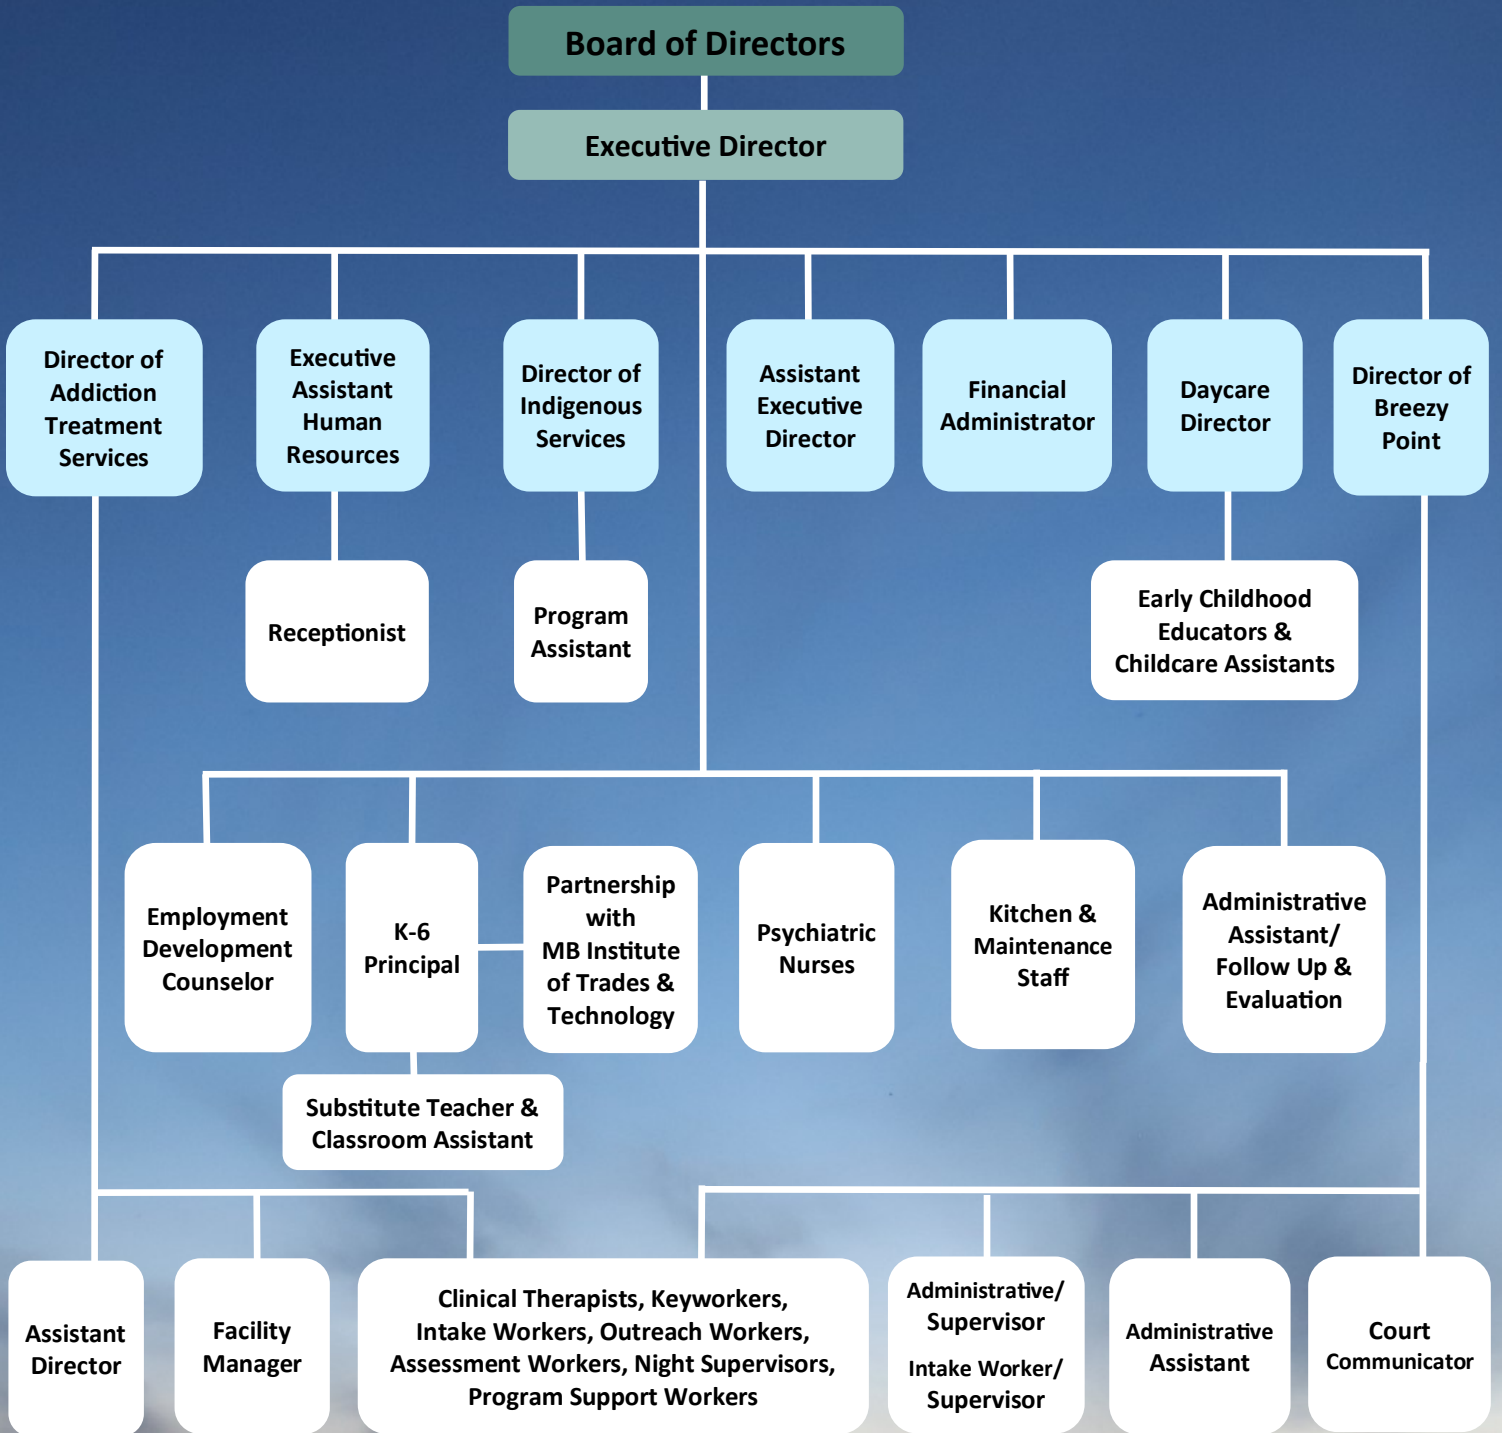 Board of Directors
Executive Director
Director of
Addiction
Treatment
Services
Executive
Assistant
Human
Resources
Director of
Indigenous
Services
Assistant
Executive
Director
Financial
Administrator
Daycare
Director
Director of
Breezy
Point
Receptionist
Program
Assistant
Early Childhood
Educators &
Childcare Assistants
Employment
Development
Counselor
K-6
Principal
Partnership
with
MB Institute
of Trades &
Technology
Psychiatric
Nurses
Kitchen &
Maintenance
Staff
Administrative
Assistant/
Follow Up &
Evaluation
Substitute Teacher &
Classroom Assistant
Assistant
Director
Facility
Manager
Clinical Therapists, Keyworkers,
Intake Workers, Outreach Workers,
Assessment Workers, Night Supervisors,
Program Support Workers
Administrative/
Supervisor
Intake Worker/
Supervisor
Administrative
Assistant
Court
Communicator